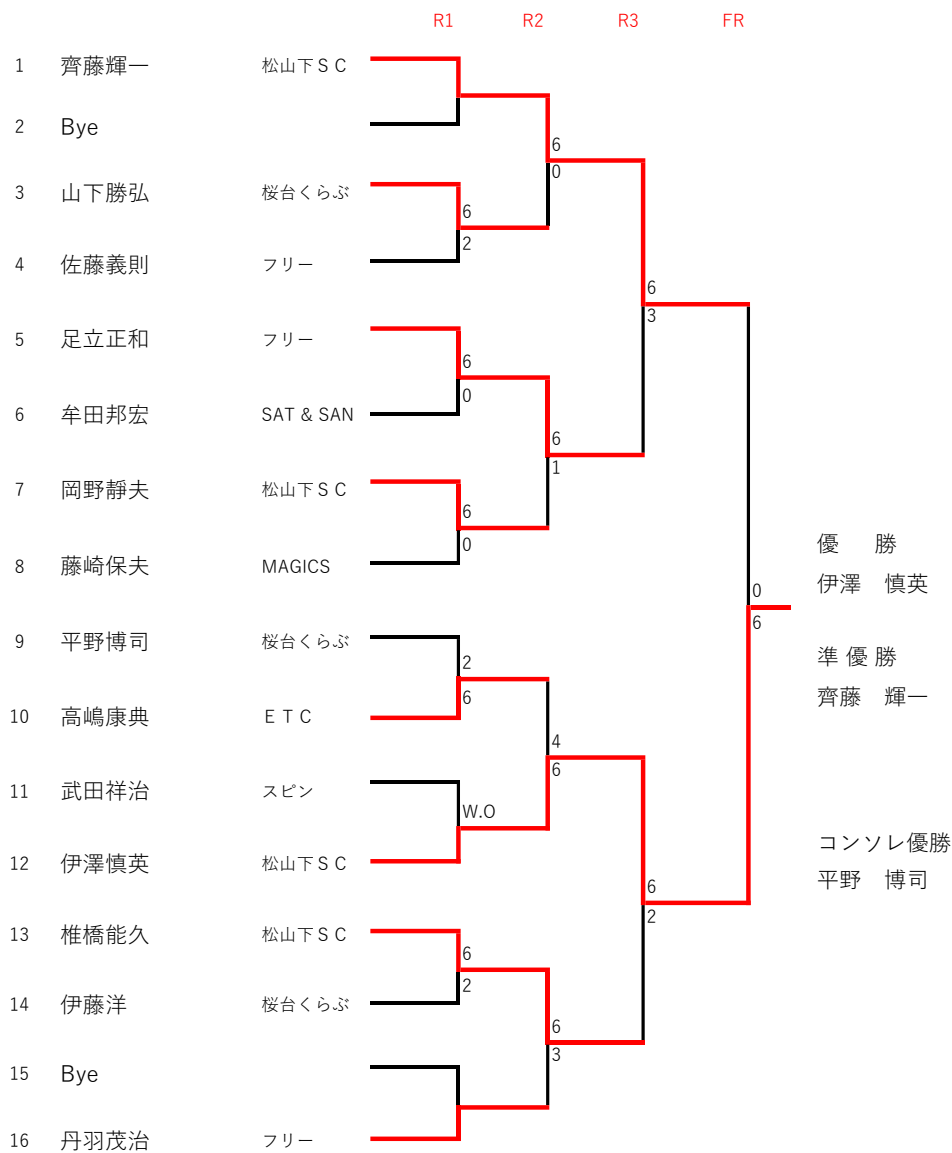 R1 R2 R3 FR
1 齊藤輝一 松山下ＳＣ
2 Bye
6
0
3 山下勝弘 桜台くらぶ
6
2
4 佐藤義則 フリー
6
3
5 足立正和 フリー
6
0
6 牟田邦宏 SAT & SAN
6
1
7 岡野靜夫 松山下ＳＣ
6
0
8 藤崎保夫 MAGICS
優　勝
伊澤　慎英
0
6
9 平野博司 桜台くらぶ
2
6
準 優 勝
齊藤　輝一
10 高嶋康典 ＥＴＣ
4
6
11 武田祥治 スピン
W.O
12 伊澤慎英 松山下ＳＣ
コンソレ優勝
平野　博司
6
2
13 椎橋能久 松山下ＳＣ
6
2
14 伊藤洋 桜台くらぶ
6
3
15 Bye
16 丹羽茂治 フリー